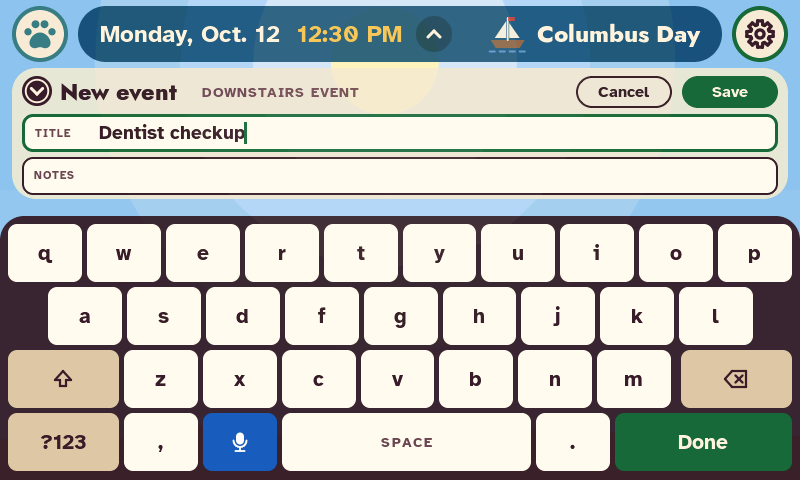 Monday, Oct. 12 12:30 PM Columbus Day
New event DOWNSTAIRS EVENT Cancel Save
TITLE Dentist checkup
NOTES
q w e r t y u i o p
a s d f g h j k l
z x c v b n m
?123 , SPACE . Done